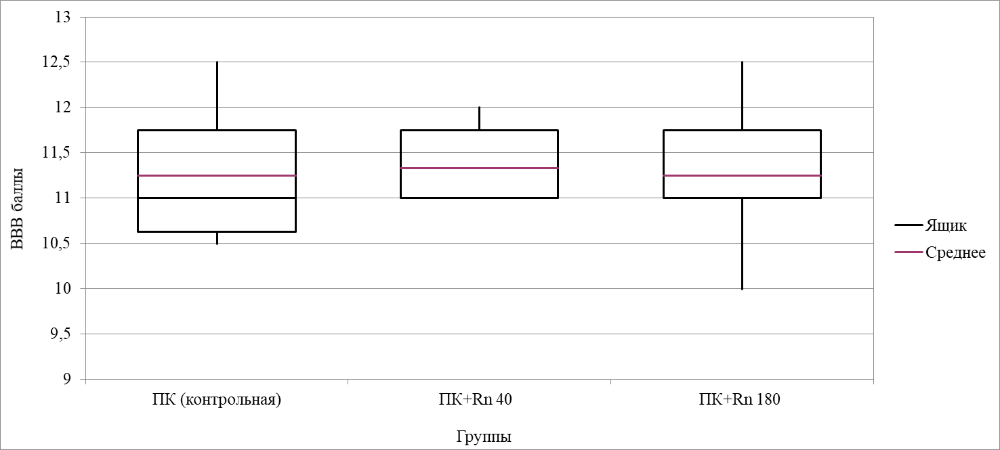 13
12,5
12
11,5
11
10,5
10
9,5
9
BBB баллы
ПК (контрольная)
ПК+Rn 40
ПК+Rn 180
Группы
Ящик
Среднее